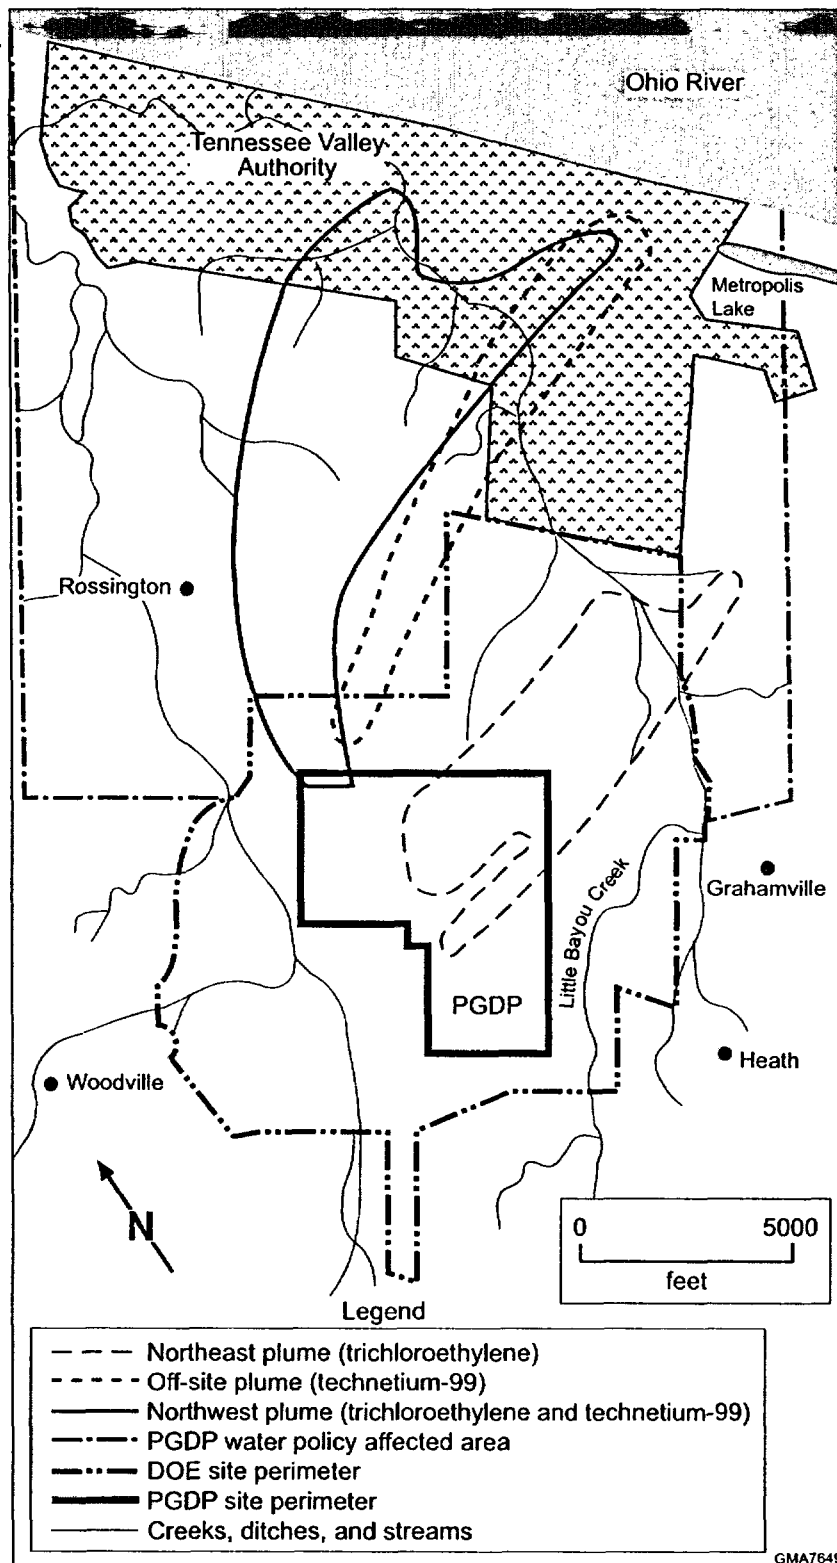 Ohio River
Tennessee Valley
Authority
Metropolis
Lake
Rossington
Grahamville
Little Bayou Creek
PGDP
Heath
Woodville
N
0 5000
feet
Legend
Northeast plume (trichloroethylene)
Off-site plume (technetium-99)
Northwest plume (trichloroethylene and technetium-99)
PGDP water policy affected area
DOE site perimeter
PGDP site perimeter
Creeks, ditches, and streams